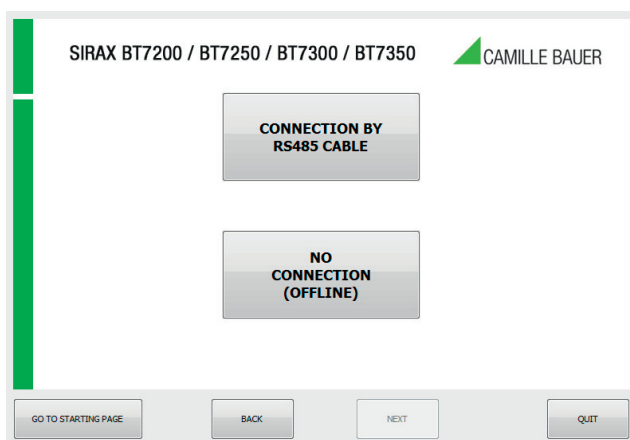 SIRAX BT7200 / BT7250 / BT7300 / BT7350
CAMILLE BAUER
CONNECTION BY
RS485 CABLE
NO
CONNECTION
(OFFLINE)
GO TO STARTING PAGE
BACK
NEXT
QUIT